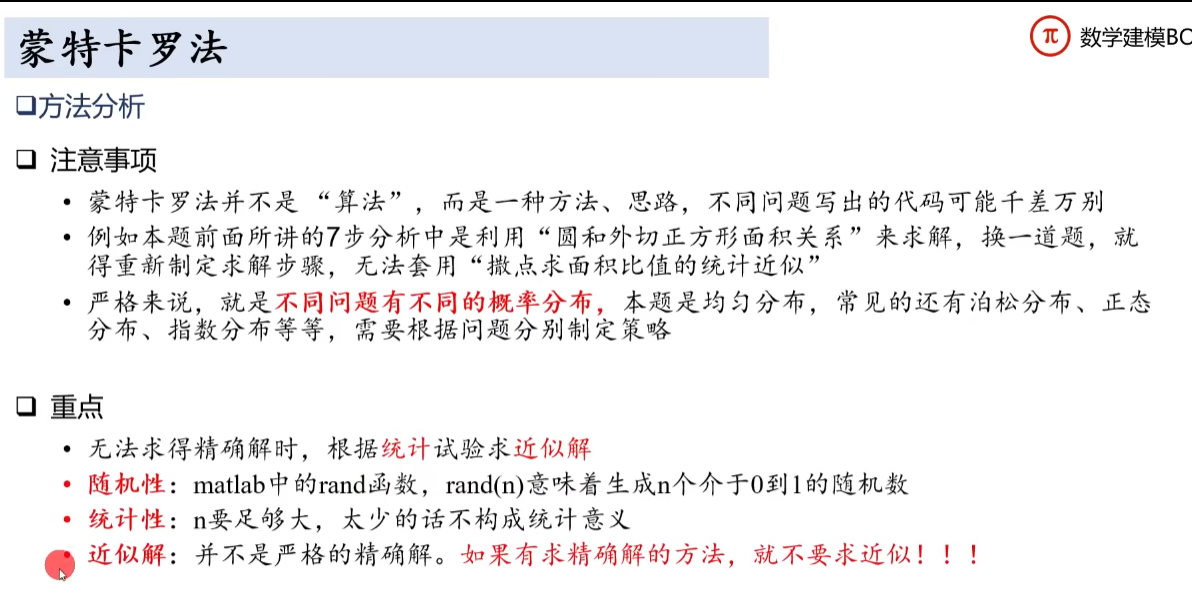 蒙特卡罗法
π 数学建模BO
方法分析
注意事项
• 蒙特卡罗法并不是“算法”，而是一种方法、思路，不同问题写出的代码可能千差万别
• 例如本题前面所讲的7步分析中是利用“圆和外切正方形面积关系”来求解，换一道题，就
得重新制定求解步骤，无法套用“撒点求面积比值的统计近似”
• 严格来说，就是不同问题有不同的概率分布，本题是均匀分布，常见的还有泊松分布、正态
分布、指数分布等等，需要根据问题分别制定策略
重点
• 无法求得精确解时，根据统计试验求近似解
• 随机性：matlab中的rand函数，rand(n)意味着生成n个介于0到1的随机数
• 统计性：n要足够大，太少的话不构成统计意义
• 近似解：并不是严格的精确解。如果有求精确解的方法，就不要求近似！！！